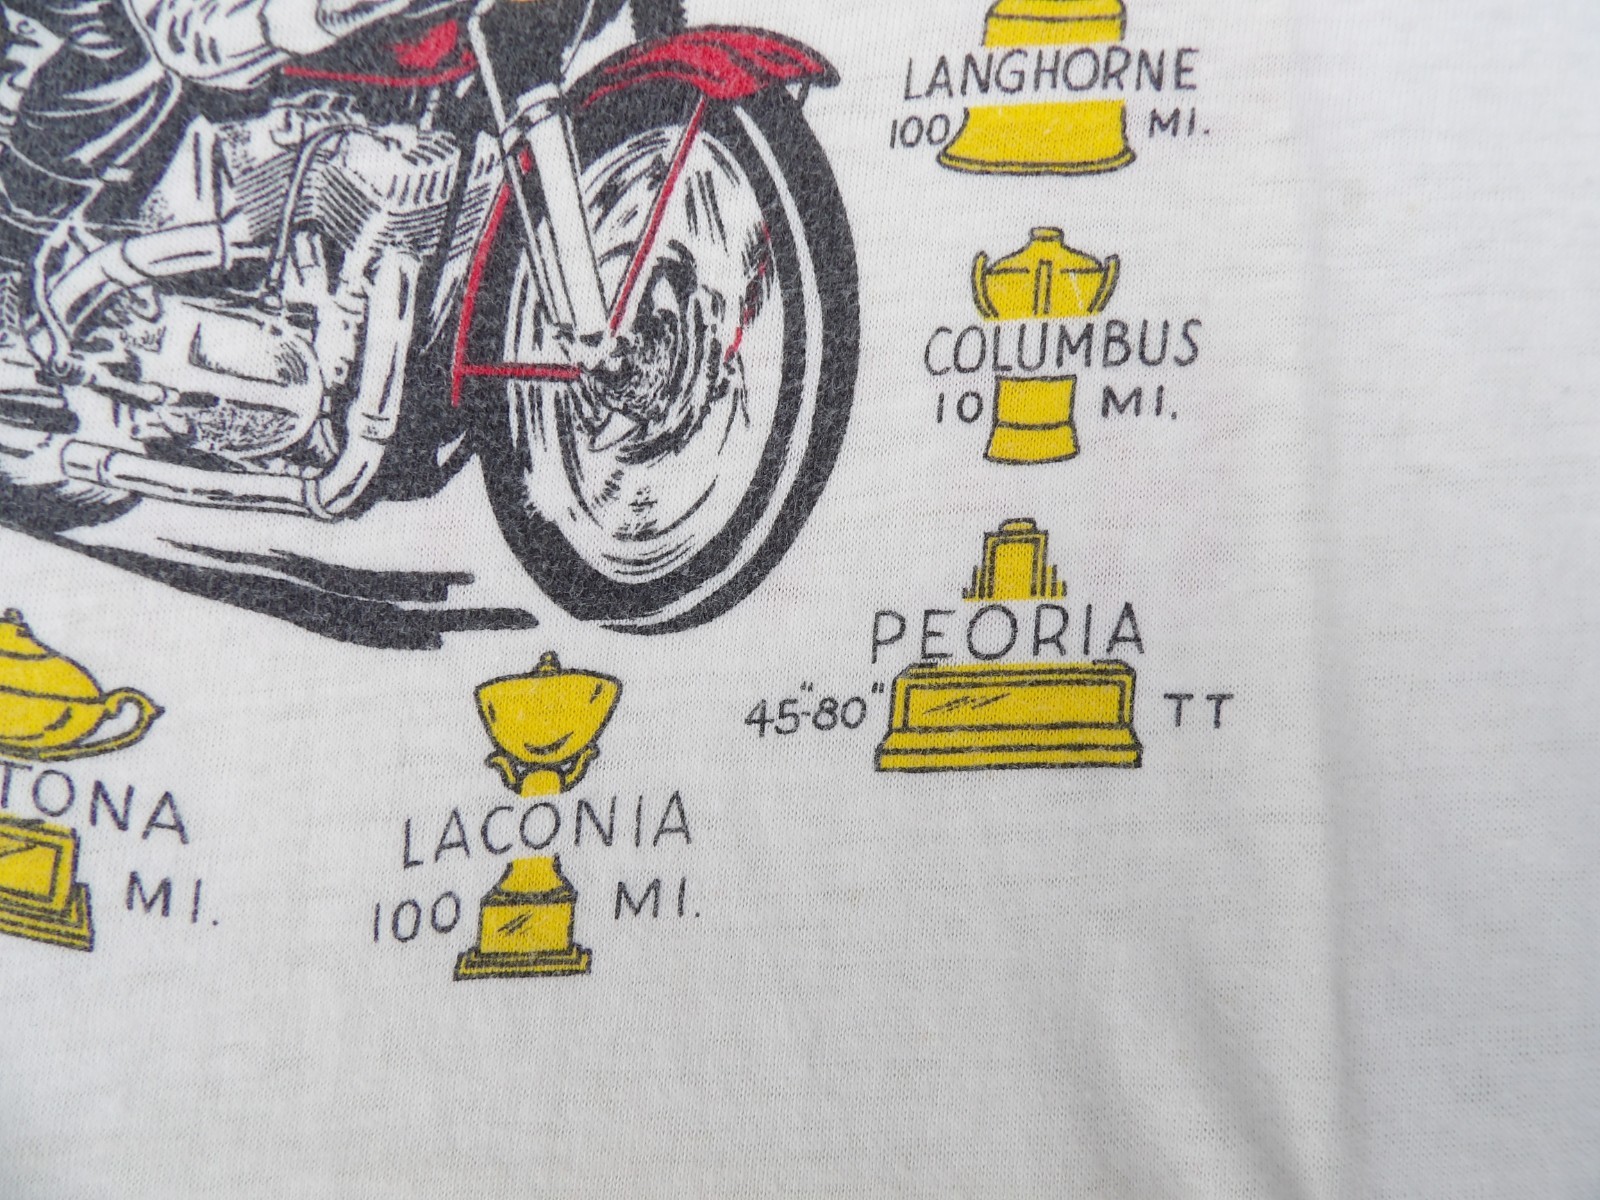 LANGHORNE
100 MI.
COLUMBUS
10 MI.
PEORIA
45"-80" TT
TONA
MI.
LACONIA
100 MI.